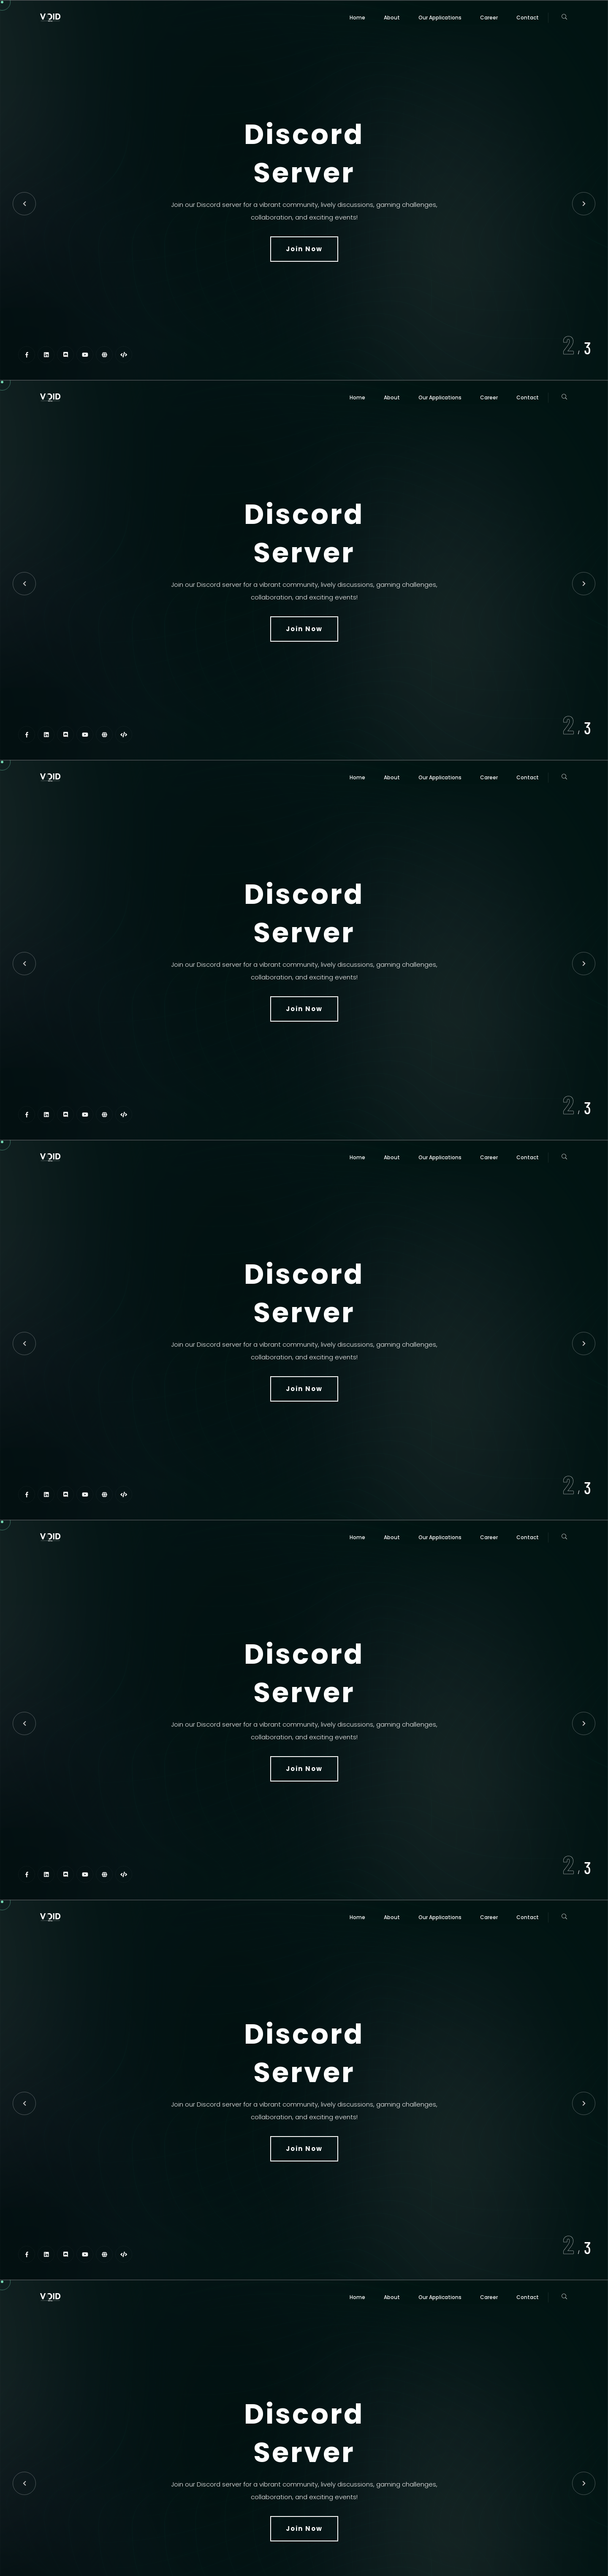 VOID
Home About Our Applications Career Contact
Discord
Server
Join our Discord server for a vibrant community, lively discussions, gaming challenges,
collaboration, and exciting events!
Join Now
2 / 3
VOID
Home About Our Applications Career Contact
Discord
Server
Join our Discord server for a vibrant community, lively discussions, gaming challenges,
collaboration, and exciting events!
Join Now
2 / 3
VOID
Home About Our Applications Career Contact
Discord
Server
Join our Discord server for a vibrant community, lively discussions, gaming challenges,
collaboration, and exciting events!
Join Now
2 / 3
VOID
Home About Our Applications Career Contact
Discord
Server
Join our Discord server for a vibrant community, lively discussions, gaming challenges,
collaboration, and exciting events!
Join Now
2 / 3
VOID
Home About Our Applications Career Contact
Discord
Server
Join our Discord server for a vibrant community, lively discussions, gaming challenges,
collaboration, and exciting events!
Join Now
2 / 3
VOID
Home About Our Applications Career Contact
Discord
Server
Join our Discord server for a vibrant community, lively discussions, gaming challenges,
collaboration, and exciting events!
Join Now
2 / 3
VOID
Home About Our Applications Career Contact
Discord
Server
Join our Discord server for a vibrant community, lively discussions, gaming challenges,
collaboration, and exciting events!
Join Now